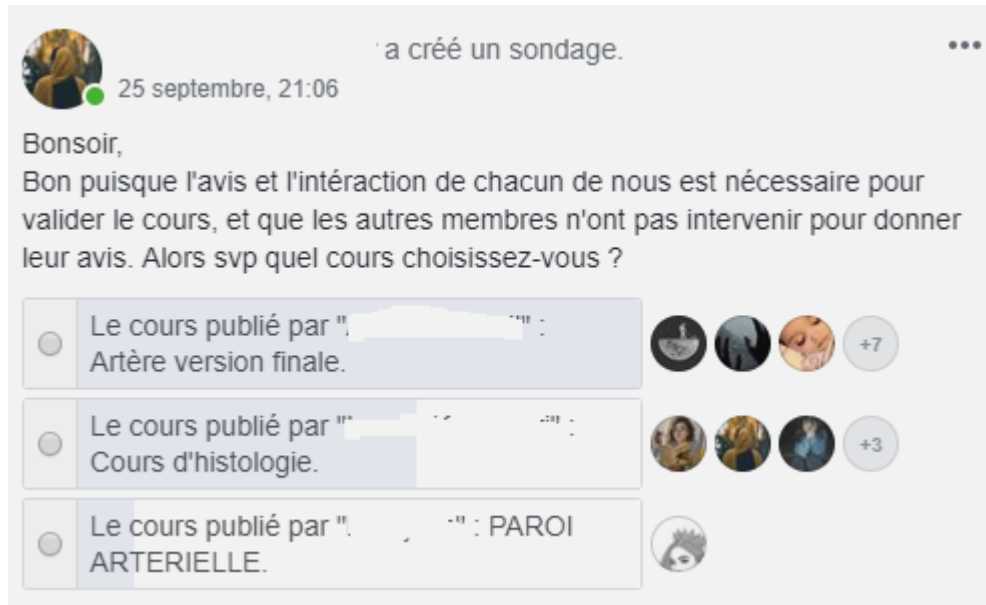 a créé un sondage.
25 septembre, 21:06
Bonsoir,
Bon puisque l'avis et l'intéraction de chacun de nous est nécessaire pour
valider le cours, et que les autres membres n'ont pas intervenir pour donner
leur avis. Alors svp quel cours choisissez-vous ?
Le cours publié par " " :
Artère version finale.
+7
Le cours publié par " " :
Cours d'histologie.
+3
Le cours publié par " " : PAROI
ARTERIELLE.